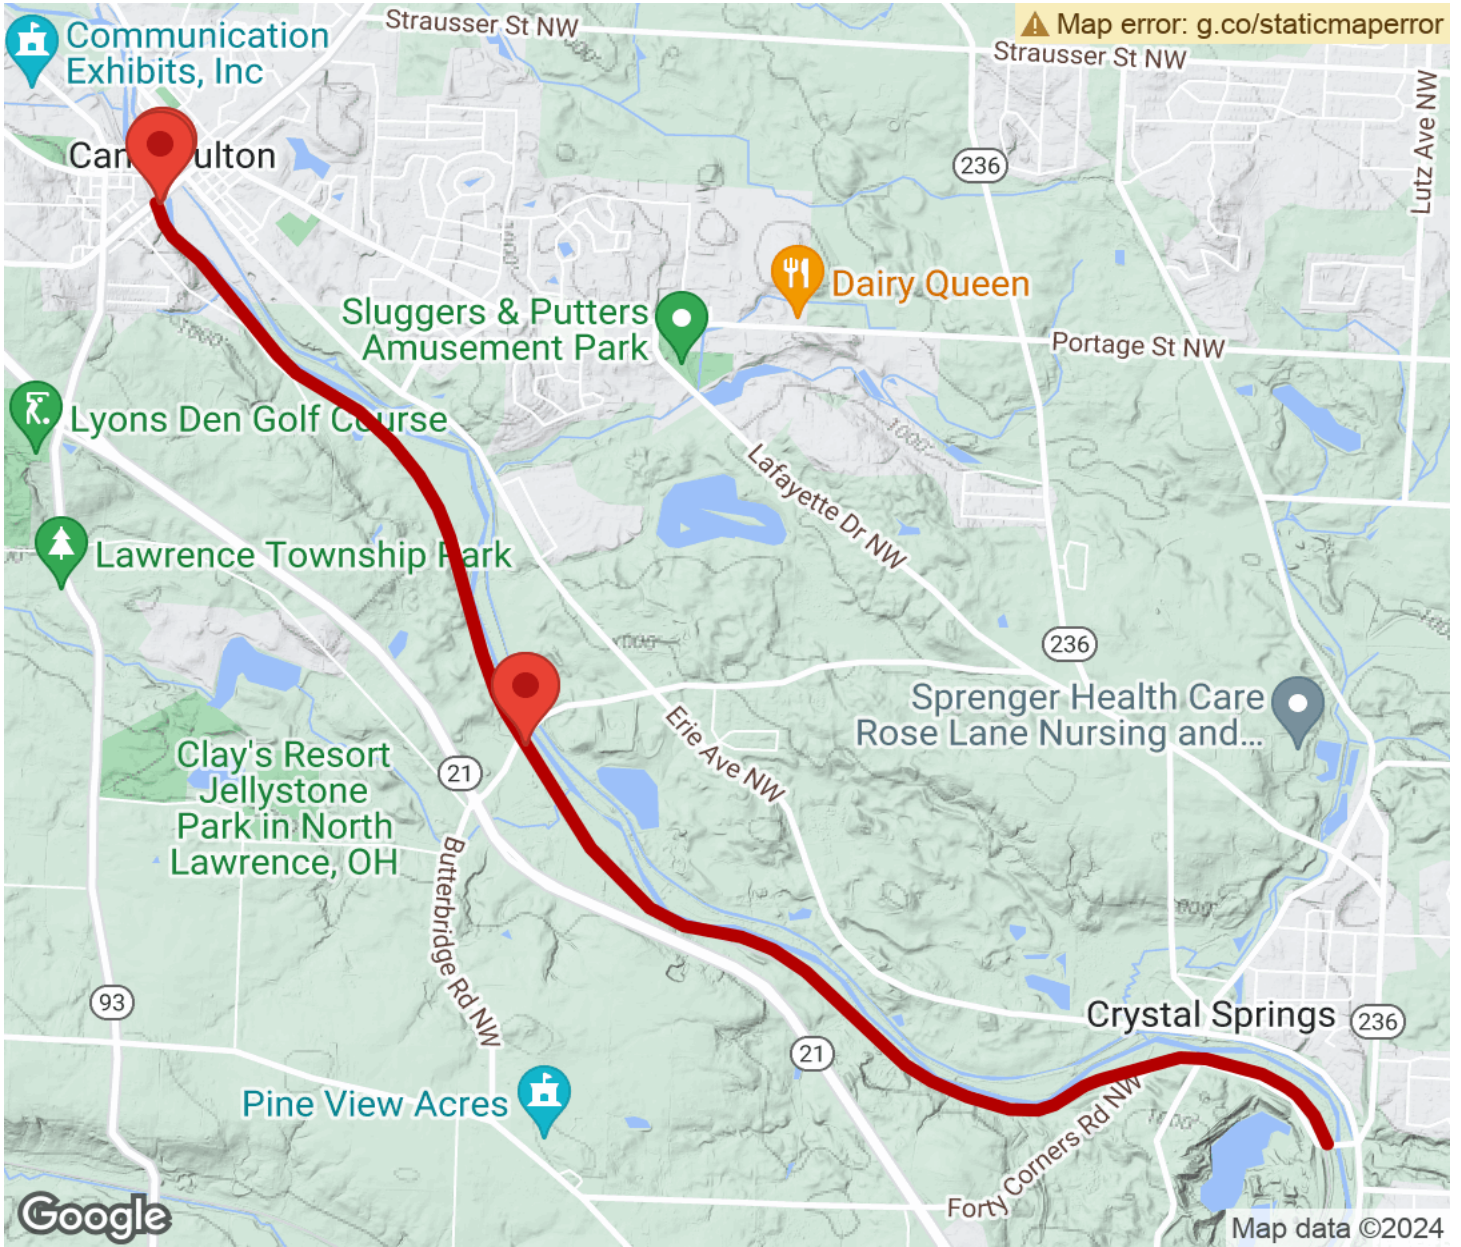 Strausser St NW
Map error: g.co/staticmaperror
Communication
Exhibits, Inc
Strausser St NW
Lutz Ave NW
236
Can ulton
Dairy Queen
Sluggers & Putters
Amusement Park
Portage St NW
1000'
Lyons Den Golf Course
1000'
Lafayette Dr NW
Lawrence Township Park
236
Sprenger Health Care
Rose Lane Nursing and...
Erie Ave NW
Clay's Resort
Jellystone
Park in North
Lawrence, OH
21
Butterbridge Rd NW
93
Crystal Springs
236
21
Pine View Acres
Forty Corners Rd NW
Google
Map data ©2024